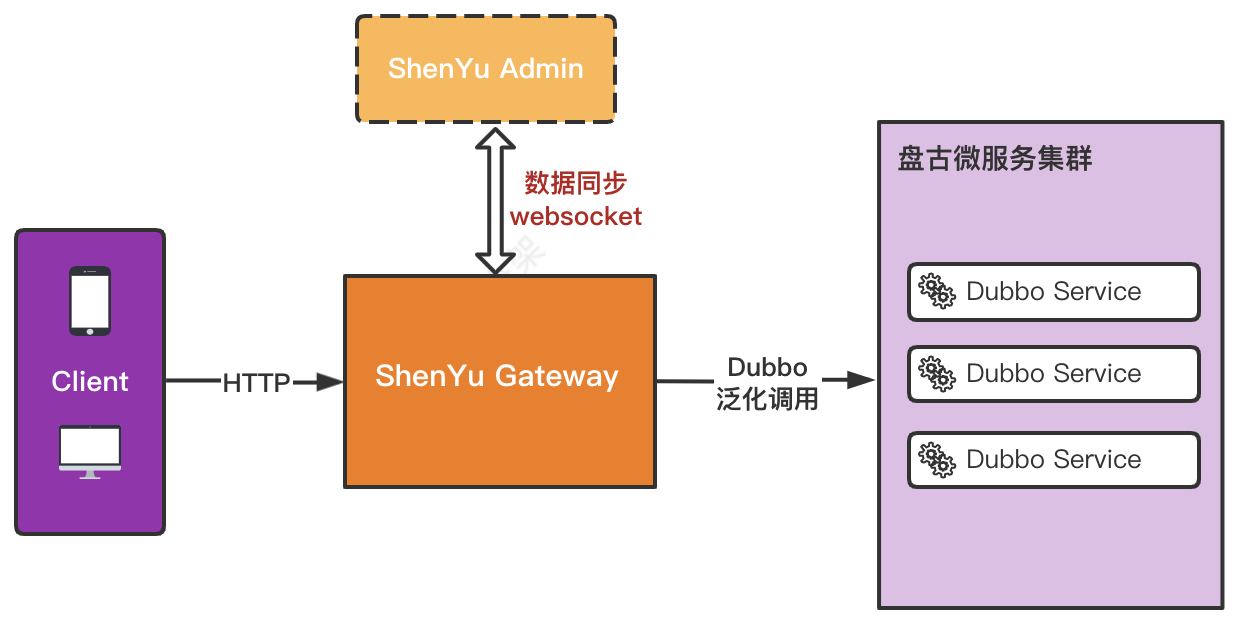 ShenYu Admin
数据同步
websocket
盘古微服务集群
Client
HTTP
ShenYu Gateway
Dubbo
泛化调用
Dubbo Service
Dubbo Service
Dubbo Service
架